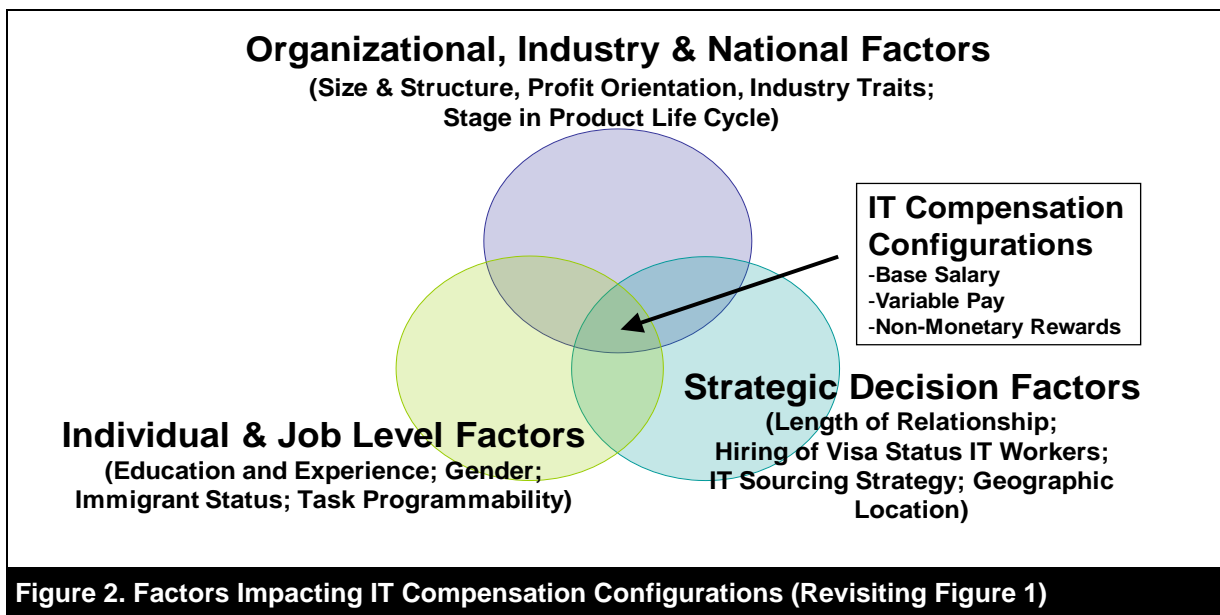 Organizational, Industry & National Factors
(Size & Structure, Profit Orientation, Industry Traits;
Stage in Product Life Cycle)
IT Compensation
Configurations
-Base Salary
-Variable Pay
-Non-Monetary Rewards
Strategic Decision Factors
(Length of Relationship;
Hiring of Visa Status IT Workers;
IT Sourcing Strategy; Geographic
Location)
Individual & Job Level Factors
(Education and Experience; Gender;
Immigrant Status; Task Programmability)
Figure 2. Factors Impacting IT Compensation Configurations (Revisiting Figure 1)